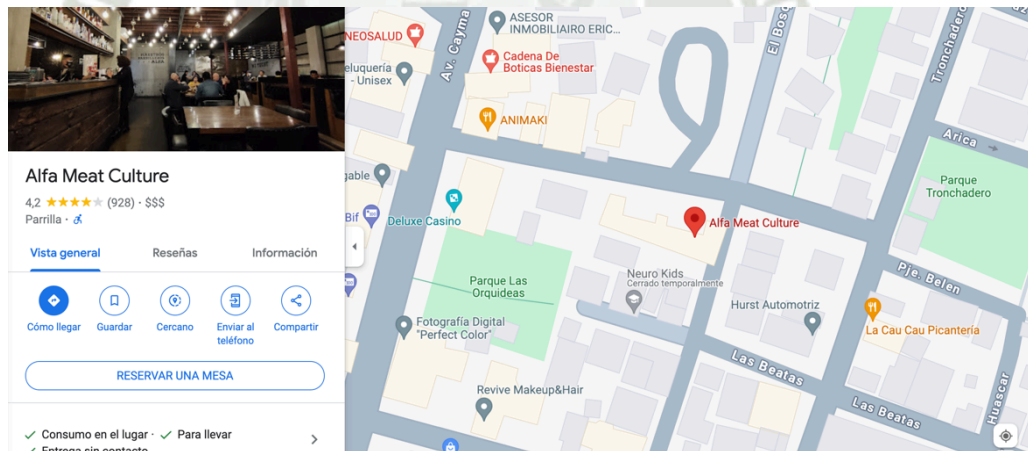 Alfa Meat Culture
4,2 ★★★★★ (928) · $$$
Parrilla ·
Vista general
Reseñas
Información
Cómo llegar
Guardar
Cercano
Enviar al
teléfono
Compartir
RESERVAR UNA MESA
✓ Consumo en el lugar · ✓ Para llevar
✓ Entrega sin contacto
NEOSALUD
Av. Cayma
ASESOR
INMOBILIAIRO ERIC...
Cadena De
Boticas Bienestar
eluquería
- Unisex
ANIMAKI
El Bosq
Tronchadero
Arica
Parque
Tronchadero
gable
Bif
Deluxe Casino
Alfa Meat Culture
Parque Las
Orquideas
Neuro Kids
Cerrado temporalmente
Pje. Belen
Hurst Automotriz
La Cau Cau Picantería
Fotografía Digital
"Perfect Color"
Las Beatas
Revive Makeup&Hair
Las Beatas
Huascar